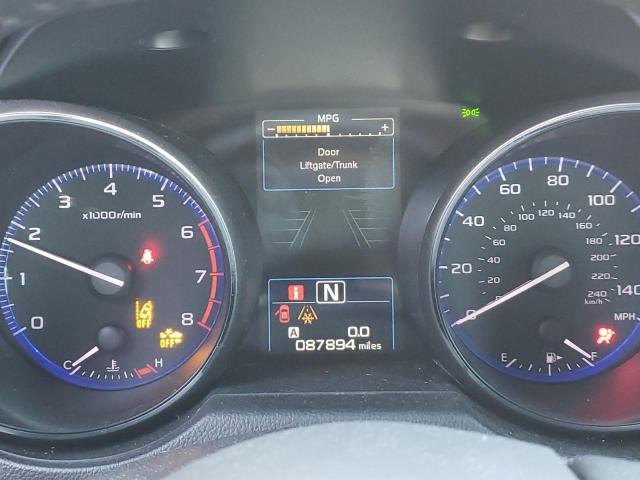 MPG
- +
Door
Liftgate/Trunk
Open
x1000r/min
0 1 2 3 4 5 6 7 8
OFF
OFF
C H
i N
A 0.0
087894 miles
0 20 40 60 80 100 120 140
MPH
0 20 40 60 80 100 120 140 160 180 200 220 240
km/h
E F